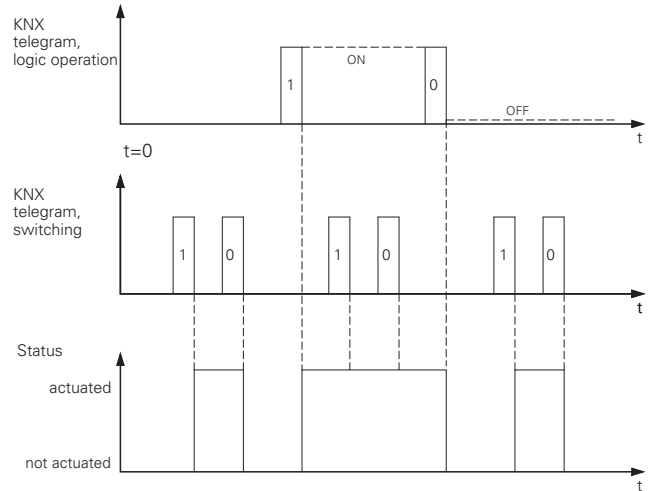 KNX
telegram,
logic operation
1
ON
0
OFF
t
t=0
KNX
telegram,
switching
1
0
1
0
1
0
t
Status
actuated
not actuated
t